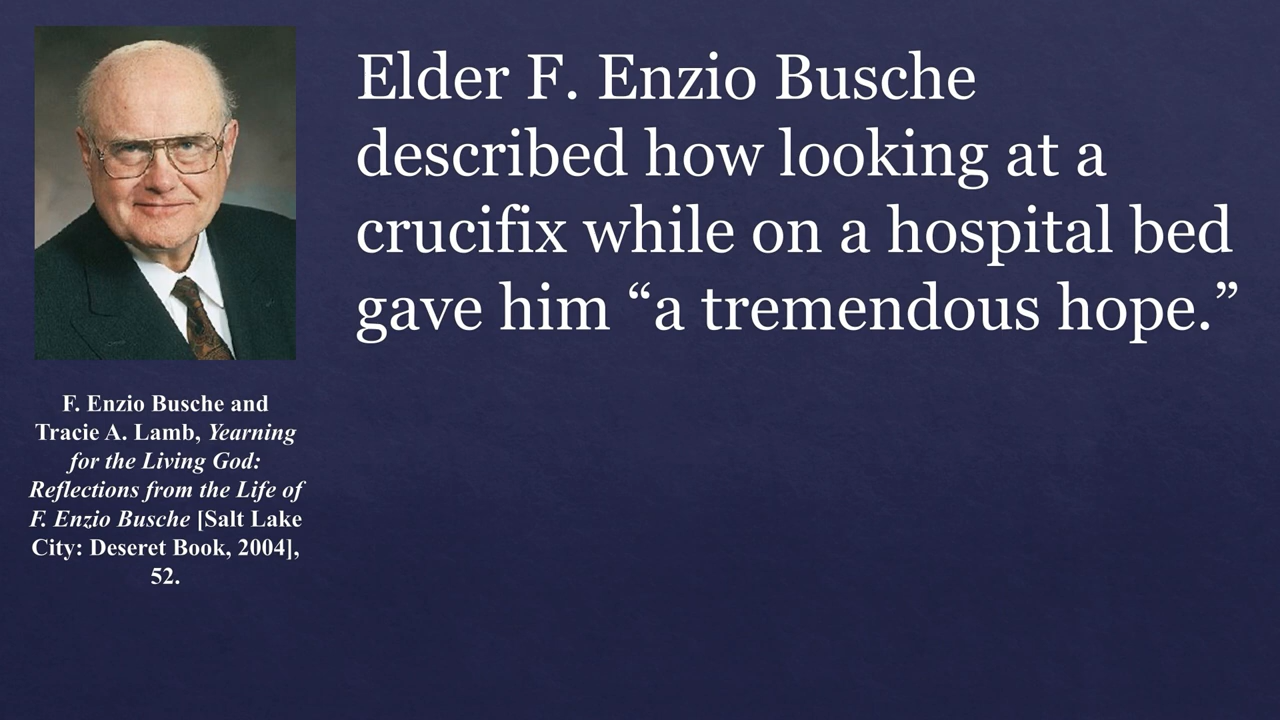 Elder F. Enzio Busche
described how looking at a
crucifix while on a hospital bed
gave him “a tremendous hope.”
F. Enzio Busche and
Tracie A. Lamb, Yearning
for the Living God:
Reflections from the Life of
F. Enzio Busche [Salt Lake
City: Deseret Book, 2004],
52.